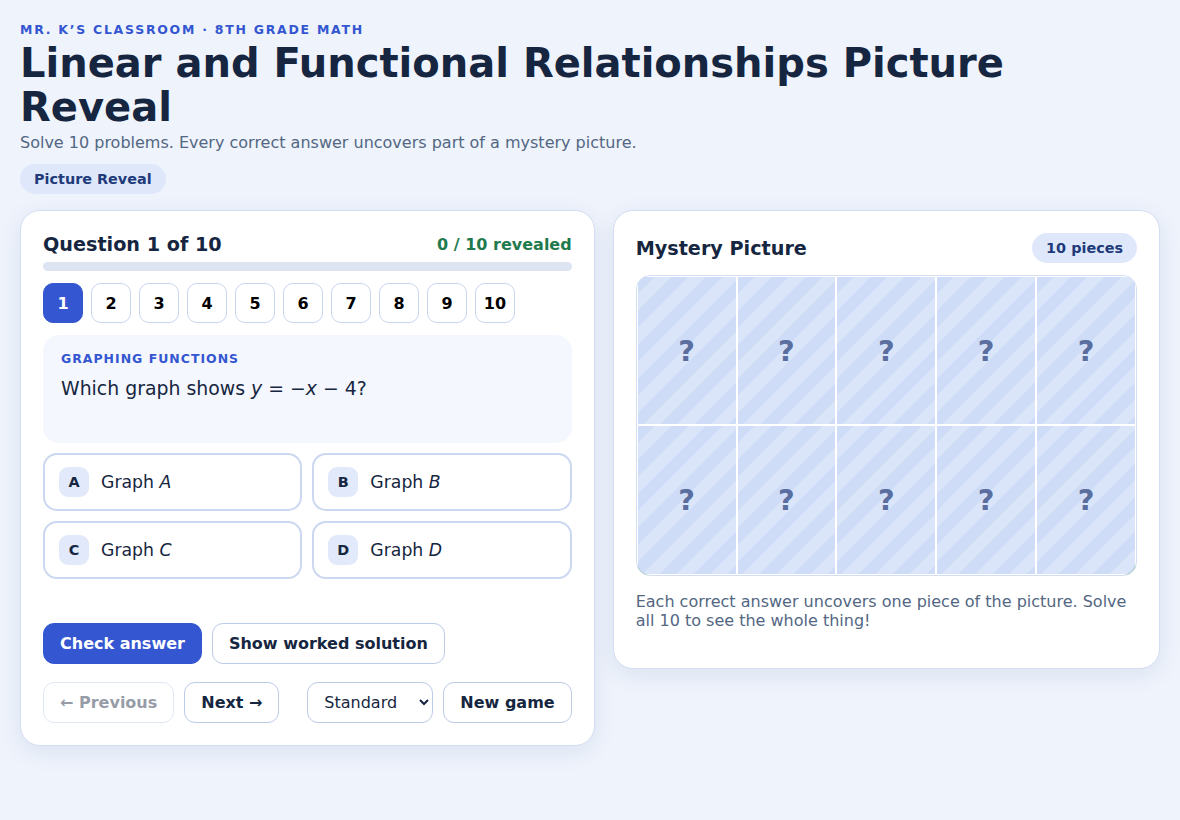 MR. K’S CLASSROOM · 8TH GRADE MATH
Linear and Functional Relationships Picture
Reveal
Solve 10 problems. Every correct answer uncovers part of a mystery picture.
Picture Reveal
Question 1 of 10
0 / 10 revealed
1 2 3 4 5 6 7 8 9 10
GRAPHING FUNCTIONS
Which graph shows y = −x − 4?
A Graph A
B Graph B
C Graph C
D Graph D
Check answer
Show worked solution
← Previous
Next →
Standard
New game
Mystery Picture
10 pieces
? ? ? ? ?
? ? ? ? ?
Each correct answer uncovers one piece of the picture. Solve
all 10 to see the whole thing!